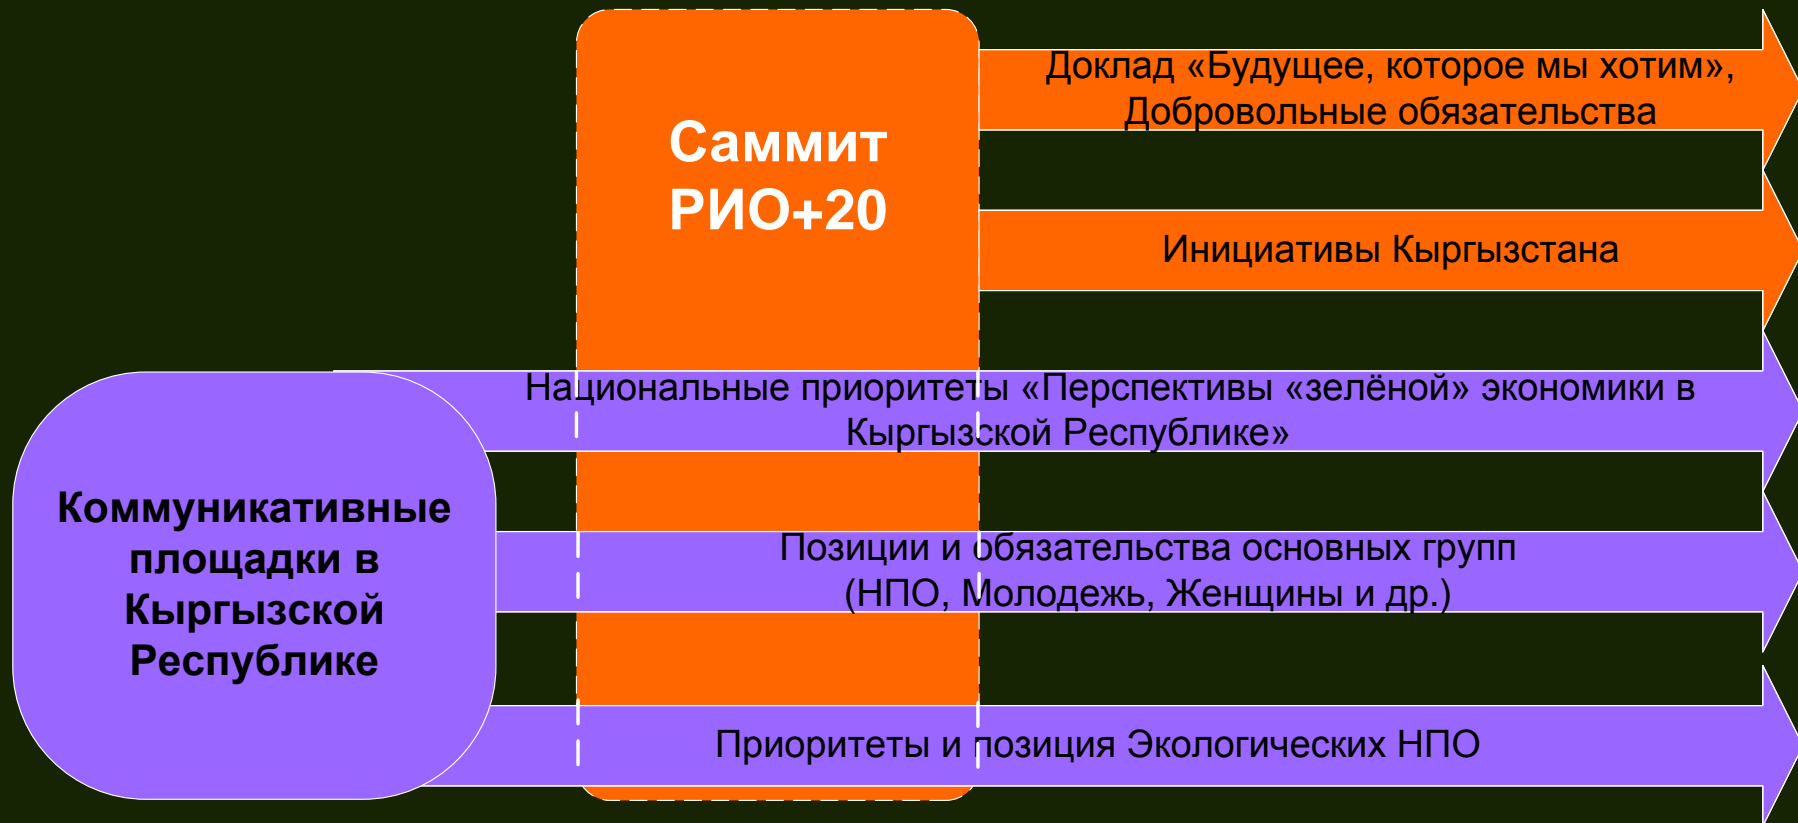 Саммит
РИО+20
Доклад «Будущее, которое мы хотим»,
Добровольные обязательства
Инициативы Кыргызстана
Коммуникативные
площадки в
Кыргызской
Республике
Национальные приоритеты «Перспективы «зелёной» экономики в
Кыргызской Республике»
Позиции и обязательства основных групп
(НПО, Молодежь, Женщины и др.)
Приоритеты и позиция Экологических НПО